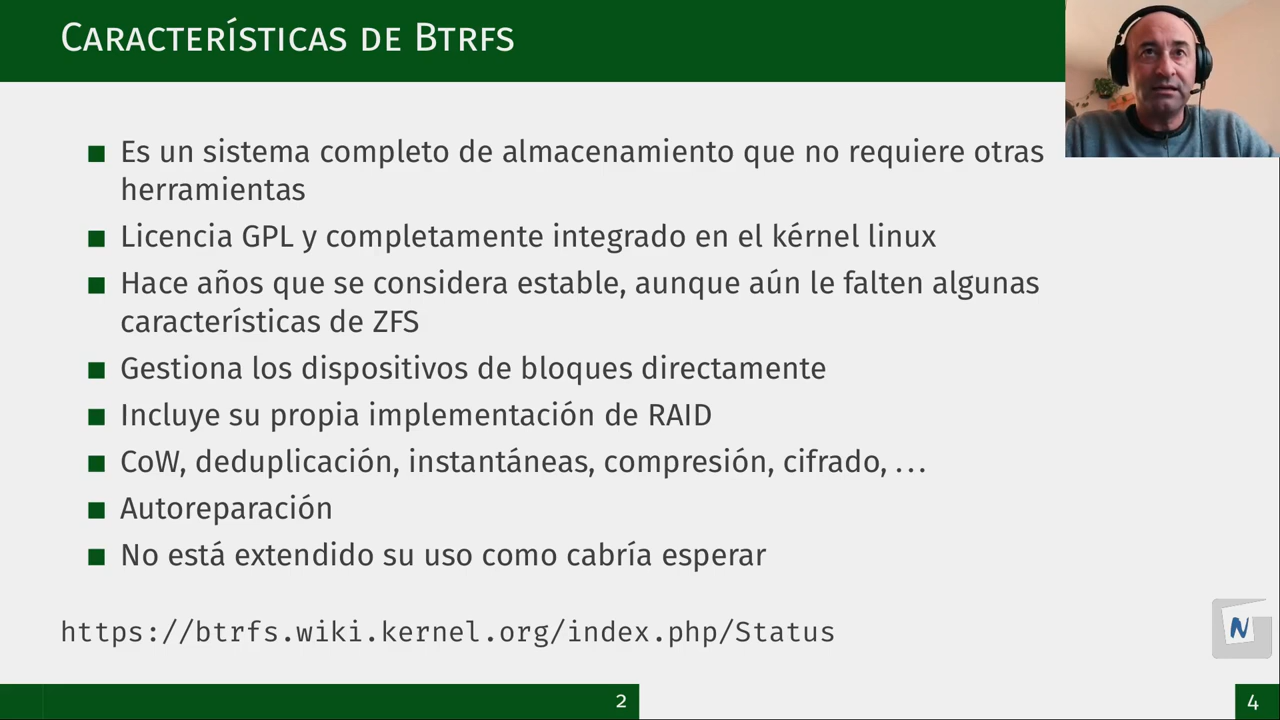 Características de Btrfs
Es un sistema completo de almacenamiento que no requiere otras
herramientas
Licencia GPL y completamente integrado en el kérnel linux
Hace años que se considera estable, aunque aún le falten algunas
características de ZFS
Gestiona los dispositivos de bloques directamente
Incluye su propia implementación de RAID
CoW, deduplicación, instantáneas, compresión, cifrado, ...
Autoreparación
No está extendido su uso como cabría esperar
https://btrfs.wiki.kernel.org/index.php/Status
N
2
4